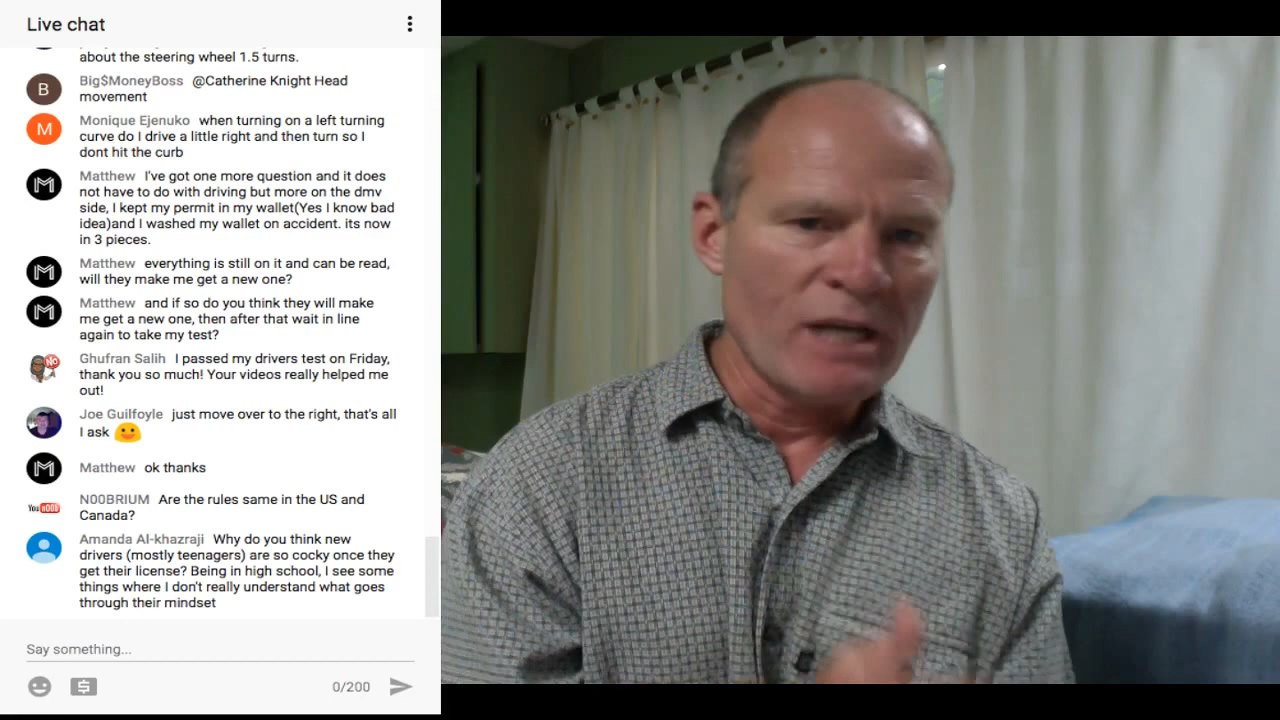 Live chat
about the steering wheel 1.5 turns.
B
Big$MoneyBoss @Catherine Knight Head
movement
M
Monique Ejenuko when turning on a left turning
curve do I drive a little right and then turn so I
dont hit the curb
Matthew I've got one more question and it does
not have to do with driving but more on the dmv
side, I kept my permit in my wallet(Yes I know bad
idea)and I washed my wallet on accident. its now
in 3 pieces.
Matthew everything is still on it and can be read,
will they make me get a new one?
Matthew and if so do you think they will make
me get a new one, then after that wait in line
again to take my test?
NO
Ghufran Salih I passed my drivers test on Friday,
thank you so much! Your videos really helped me
out!
Joe Guilfoyle just move over to the right, that's all
I ask
Matthew ok thanks
You N00B
N00BRIUM Are the rules same in the US and
Canada?
Amanda Al-khazraji Why do you think new
drivers (mostly teenagers) are so cocky once they
get their license? Being in high school, I see some
things where I don't really understand what goes
through their mindset
Say something...
$
0/200